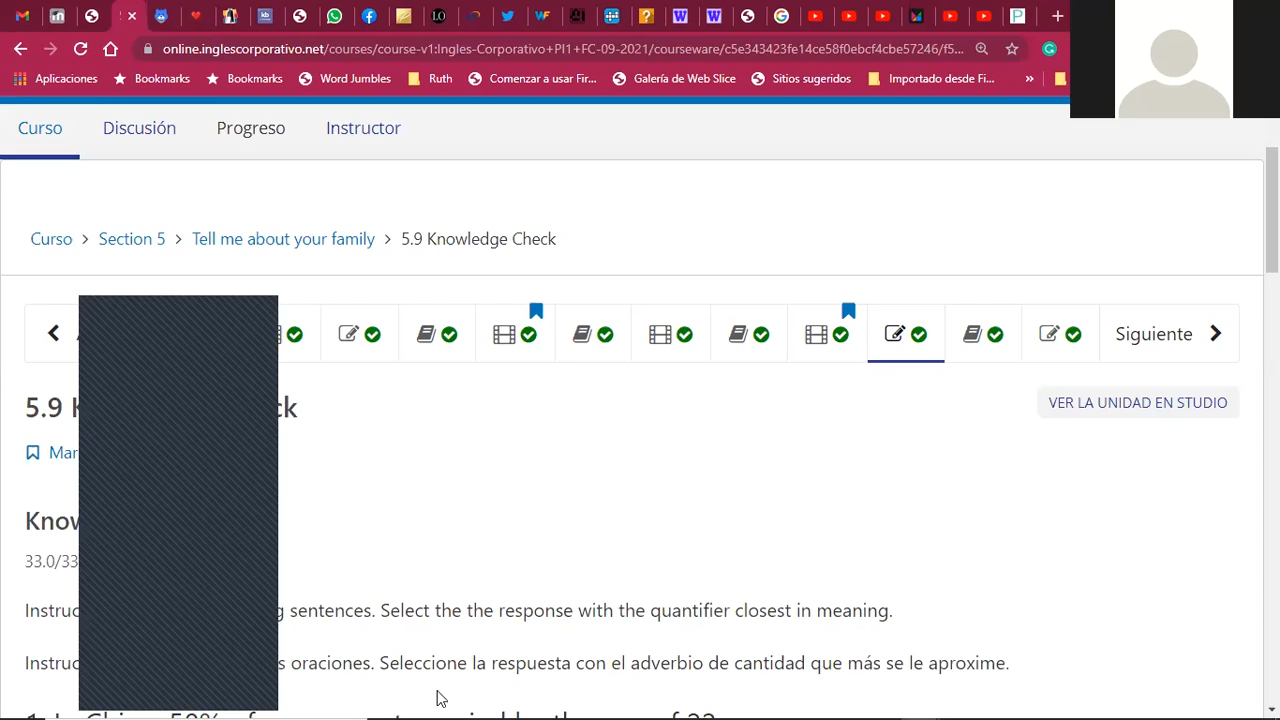 online.inglescorporativo.net/courses/course-v1:Ingles-Corporativo+PI1+FC-09-2021/courseware/c5e343423fe14ce58f0ebcf4cbe57246/f5...
Aplicaciones Bookmarks Bookmarks Word Jumbles Ruth Comenzar a usar Fir... Galería de Web Slice Sitios sugeridos Importado desde Fi... »
Curso Discusión Progreso Instructor
Curso > Section 5 > Tell me about your family > 5.9 Knowledge Check
Siguiente
5.9 K ck
VER LA UNIDAD EN STUDIO
Mar
Know
33.0/33
Instruc g sentences. Select the the response with the quantifier closest in meaning.
Instruc s oraciones. Seleccione la respuesta con el adverbio de cantidad que más se le aproxime.